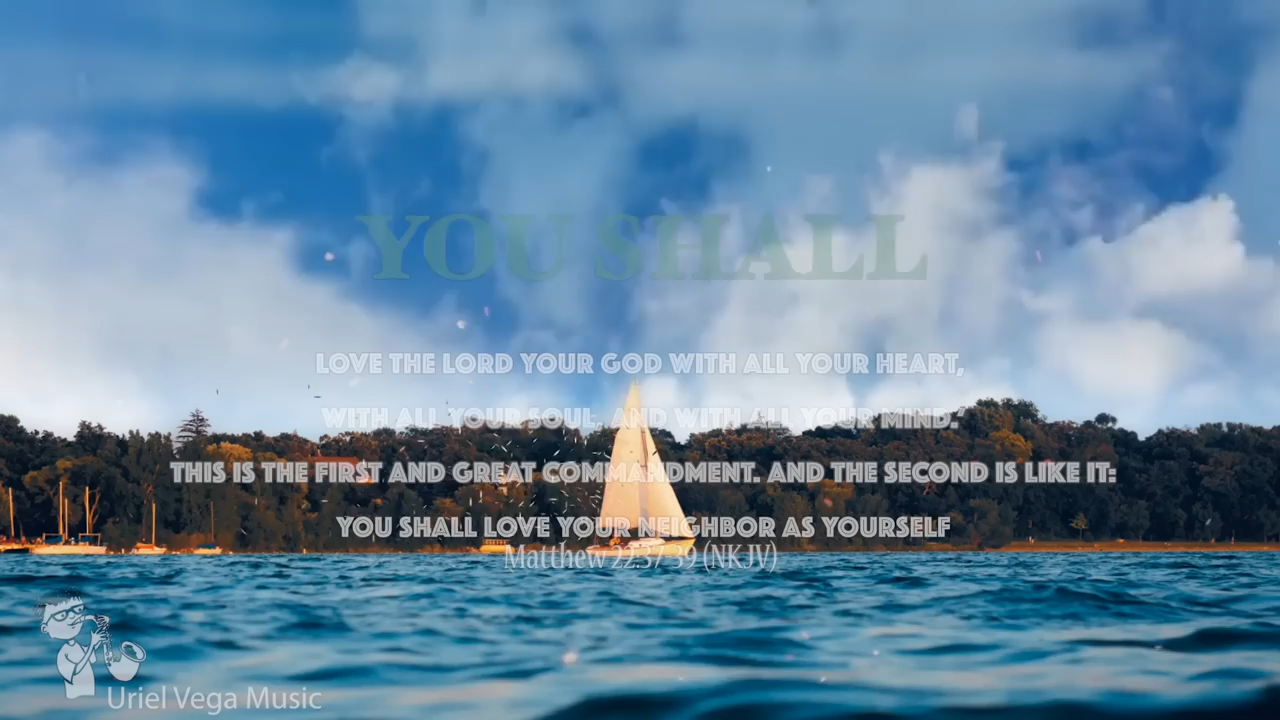 YOU SHALL
LOVE THE LORD YOUR GOD WITH ALL YOUR HEART,
WITH ALL YOUR SOUL, AND WITH ALL YOUR MIND.'
THIS IS THE FIRST AND GREAT COMMANDMENT. AND THE SECOND IS LIKE IT:
YOU SHALL LOVE YOUR NEIGHBOR AS YOURSELF
Matthew 22:37-39 (NKJV)
Uriel Vega Music